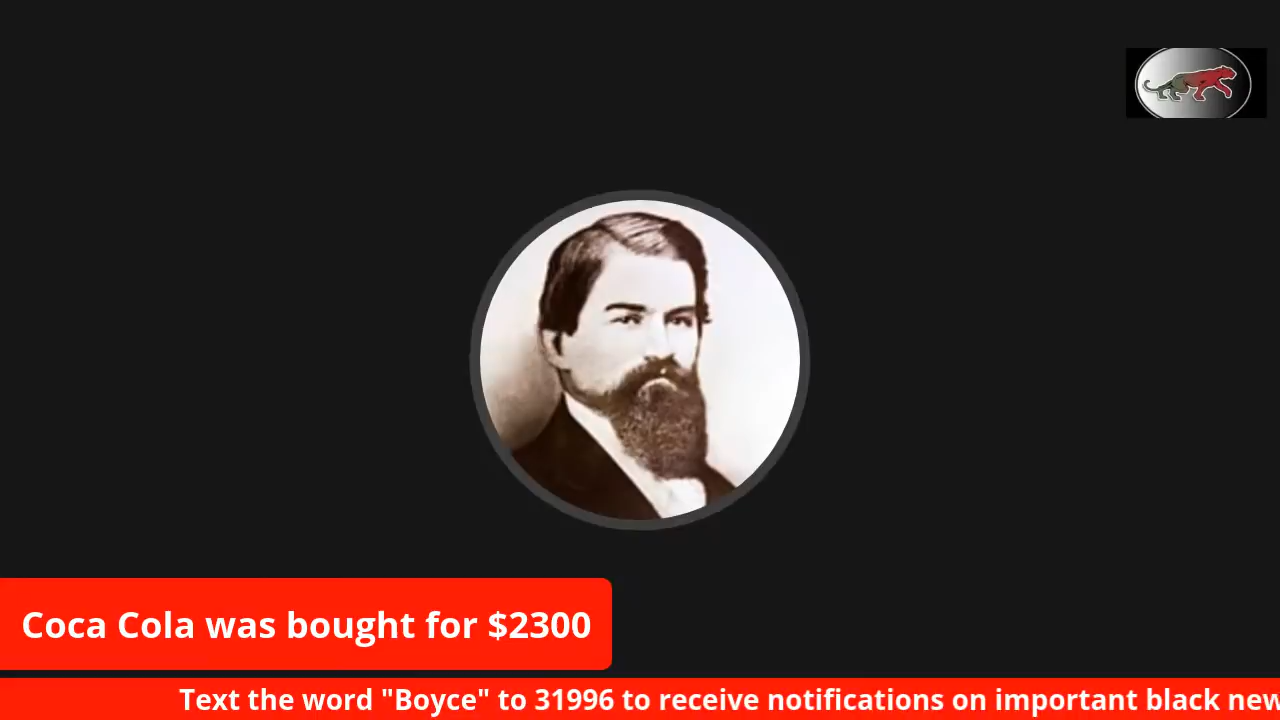 Coca Cola was bought for $2300
Text the word "Boyce" to 31996 to receive notifications on important black new